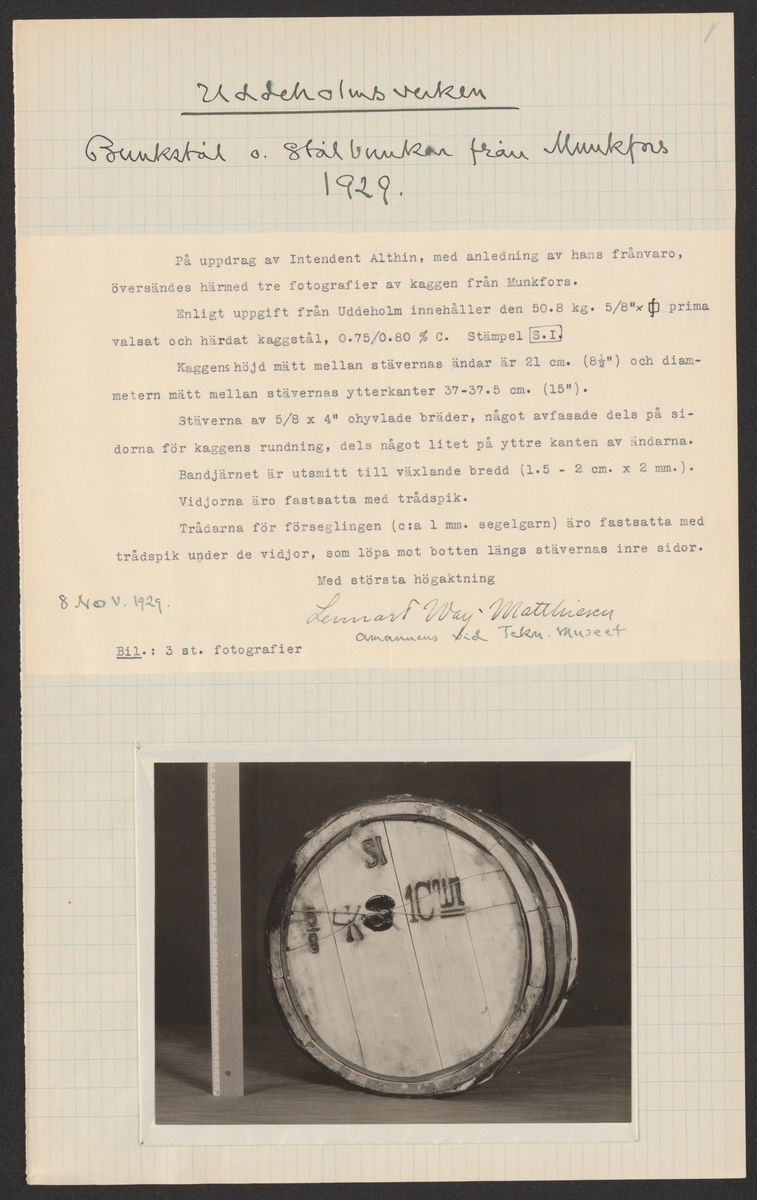 Uddeholmsverken
Bunkstål o. Stålbunkar från Munkfors
1929.
På uppdrag av Intendent Althin, med anledning av hans frånvaro,
översändes härmed tre fotografier av kaggen från Munkfors.
Enligt uppgift från Uddeholm innehåller den 50.8 kg. 5/8"x prima
valsat och härdat kaggstål, 0.75/0.80 % C. Stämpel S.I.
Kaggens höjd mätt mellan stävernas ändar är 21 cm. (8½") och diam-
metern mätt mellan stävernas ytterkanter 37-37.5 cm. (15").
Stäverna av 5/8 x 4" ohyvlade bräder, något avfasade dels på si-
dorna för kaggens rundning, dels något litet på yttre kanten av ändarna.
Bandjärnet är utsmitt till växlande bredd (1.5 - 2 cm. x 2 mm.).
Vidjorna äro fastsatta med trådspik.
Trådarna för förseglingen (c:a 1 mm. segelgarn) äro fastsatta med
trådspik under de vidjor, som löpa mot botten längs stävernas inre sidor.
Med största högaktning
8 Nov. 1929.
Lennart Way-Matthiesen
amanuens vid Tekn. Museet
Bil.: 3 st. fotografier
SI